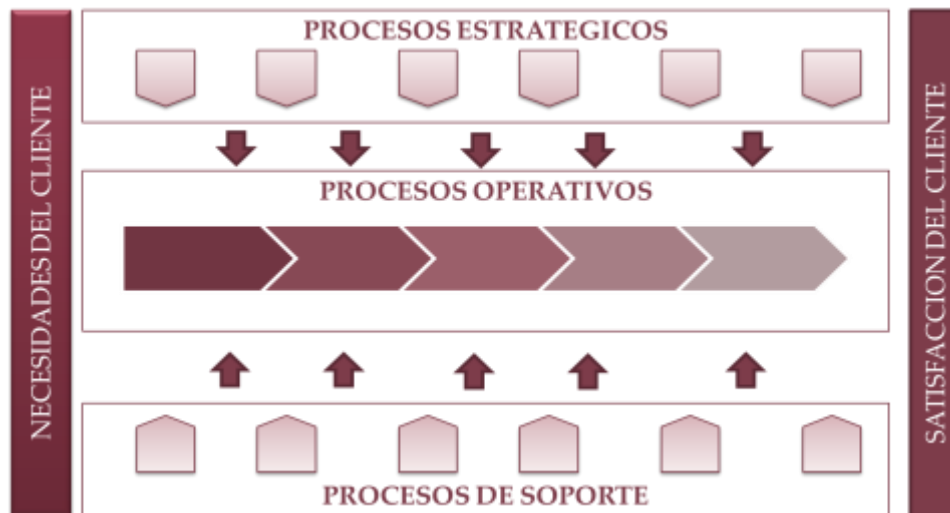 NECESIDADES DEL CLIENTE
PROCESOS ESTRATEGICOS
PROCESOS OPERATIVOS
PROCESOS DE SOPORTE
SATISFACCION DEL CLIENTE